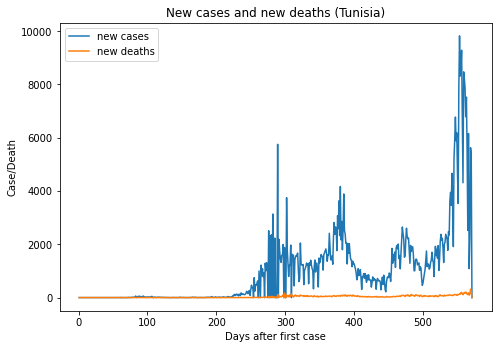 New cases and new deaths (Tunisia)
new cases
new deaths
Case/Death
10000
8000
6000
4000
2000
0
0 100 200 300 400 500
Days after first case